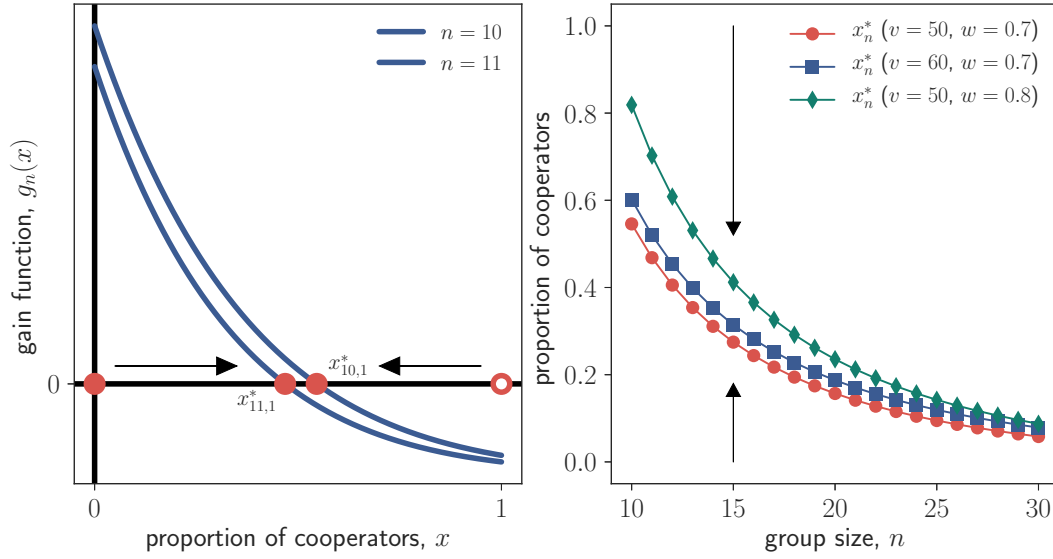 n = 10
n = 11
gain function, g_n(x)
0
x^*_{10,1}
x^*_{11,1}
0
1
proportion of cooperators, x
x^*_n (v = 50, w = 0.7)
x^*_n (v = 60, w = 0.7)
x^*_n (v = 50, w = 0.8)
proportion of cooperators
1.0
0.8
0.6
0.4
0.2
0.0
10
15
20
25
30
group size, n